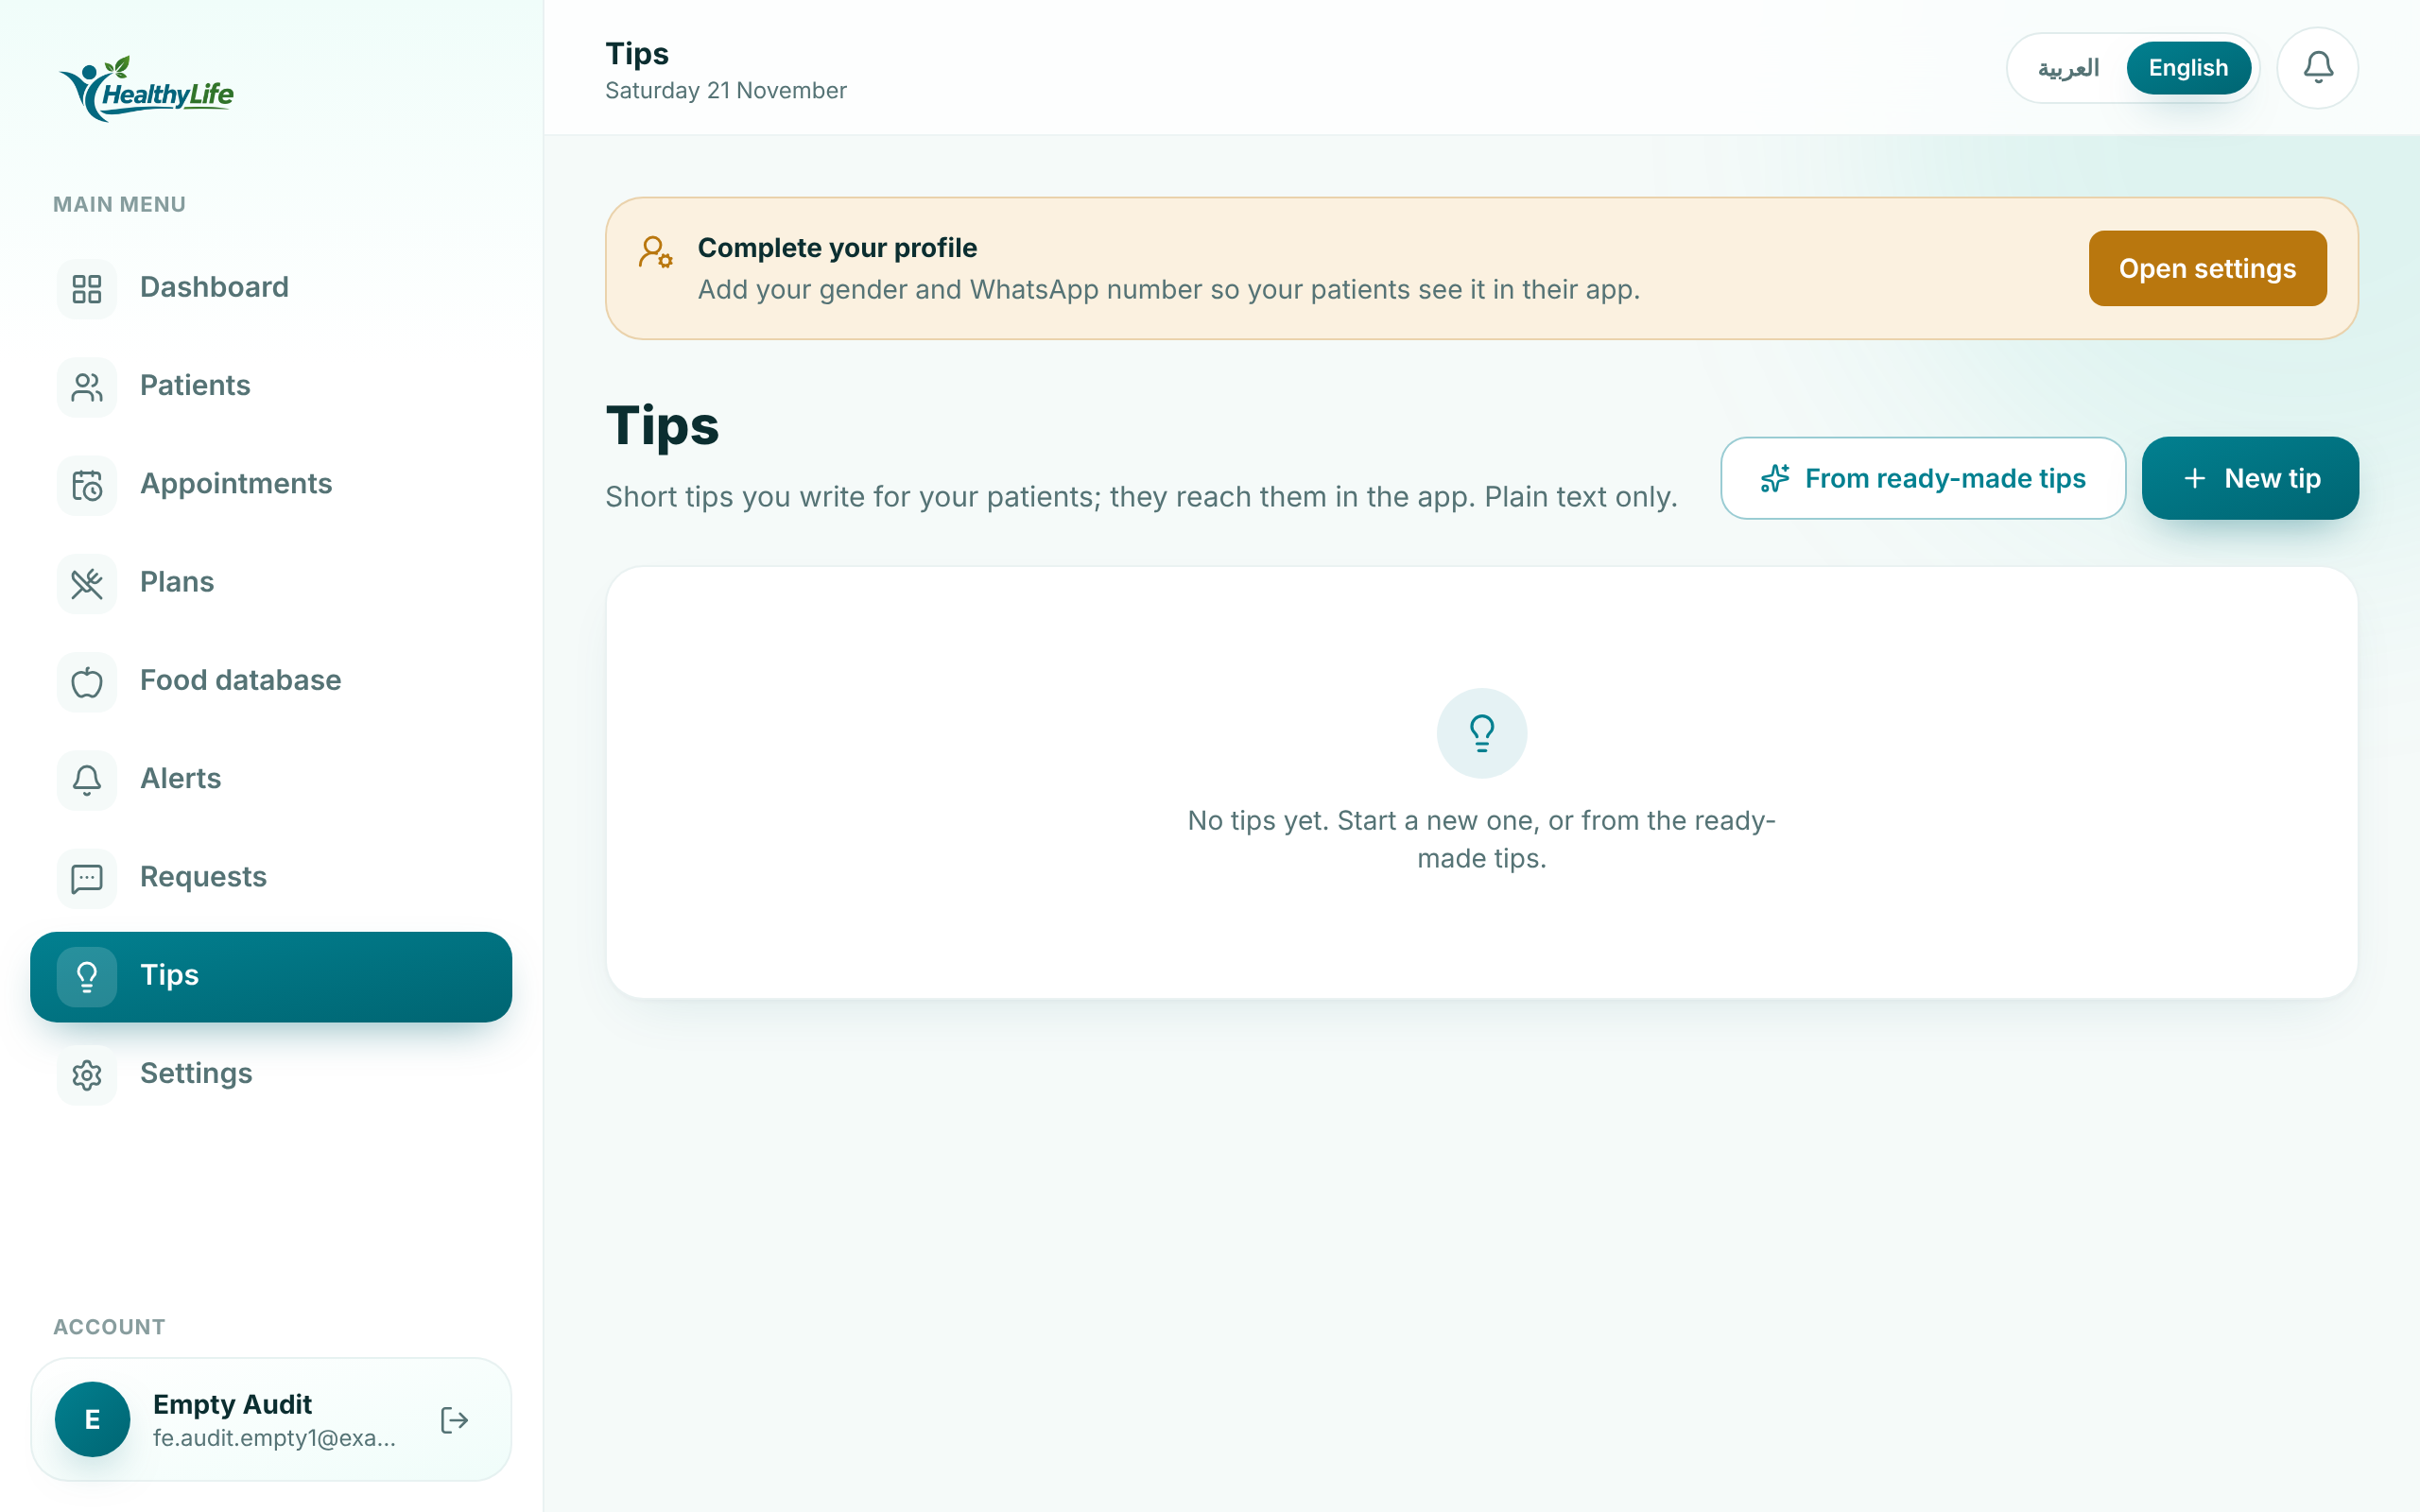 HealthyLife
MAIN MENU
Dashboard
Patients
Appointments
Plans
Food database
Alerts
Requests
Tips
Settings
ACCOUNT
E
Empty Audit
fe.audit.empty1@exa...
Tips
Saturday 21 November
العربية
English
Complete your profile
Add your gender and WhatsApp number so your patients see it in their app.
Open settings
Tips
Short tips you write for your patients; they reach them in the app. Plain text only.
From ready-made tips
New tip
No tips yet. Start a new one, or from the ready-
made tips.